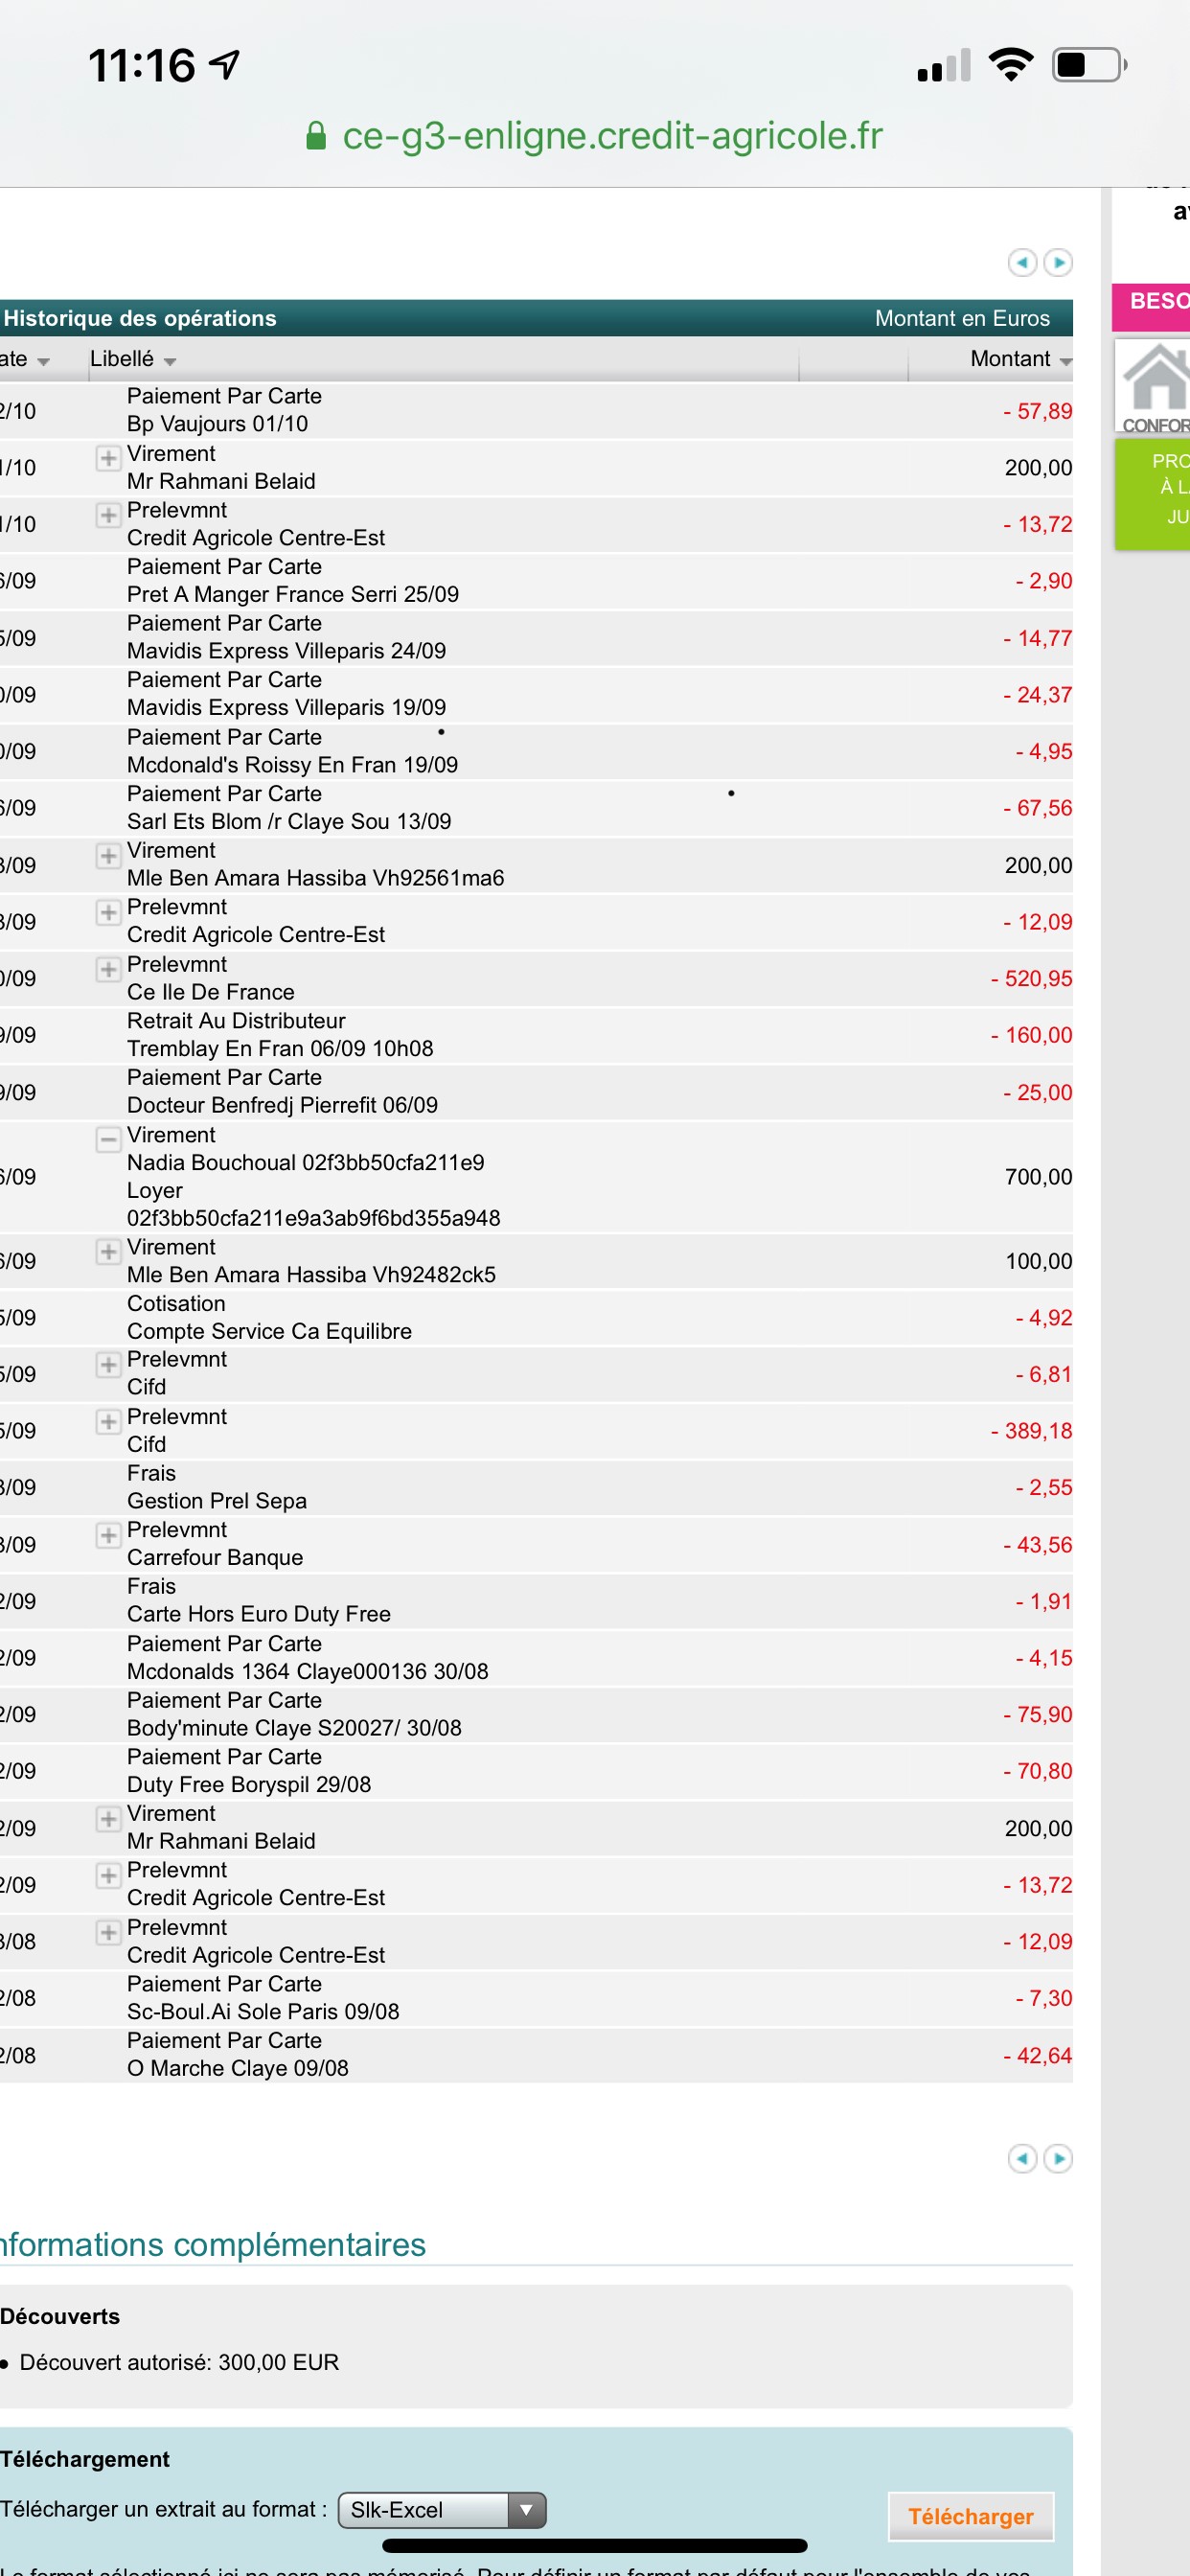 11:16
ce-g3-enligne.credit-agricole.fr
Historique des opérations Montant en Euros
ate Libellé Montant
2/10 Paiement Par Carte
Bp Vaujours 01/10 - 57,89
1/10 Virement
Mr Rahmani Belaid 200,00
1/10 Prelevmnt
Credit Agricole Centre-Est - 13,72
6/09 Paiement Par Carte
Pret A Manger France Serri 25/09 - 2,90
5/09 Paiement Par Carte
Mavidis Express Villeparis 24/09 - 14,77
0/09 Paiement Par Carte
Mavidis Express Villeparis 19/09 - 24,37
0/09 Paiement Par Carte
Mcdonald's Roissy En Fran 19/09 - 4,95
6/09 Paiement Par Carte
Sarl Ets Blom /r Claye Sou 13/09 - 67,56
3/09 Virement
Mle Ben Amara Hassiba Vh92561ma6 200,00
3/09 Prelevmnt
Credit Agricole Centre-Est - 12,09
0/09 Prelevmnt
Ce Ile De France - 520,95
9/09 Retrait Au Distributeur
Tremblay En Fran 06/09 10h08 - 160,00
9/09 Paiement Par Carte
Docteur Benfredj Pierrefit 06/09 - 25,00
6/09 Virement
Nadia Bouchoual 02f3bb50cfa211e9
Loyer
02f3bb50cfa211e9a3ab9f6bd355a948 700,00
6/09 Virement
Mle Ben Amara Hassiba Vh92482ck5 100,00
5/09 Cotisation
Compte Service Ca Equilibre - 4,92
5/09 Prelevmnt
Cifd - 6,81
5/09 Prelevmnt
Cifd - 389,18
3/09 Frais
Gestion Prel Sepa - 2,55
3/09 Prelevmnt
Carrefour Banque - 43,56
2/09 Frais
Carte Hors Euro Duty Free - 1,91
2/09 Paiement Par Carte
Mcdonalds 1364 Claye000136 30/08 - 4,15
2/09 Paiement Par Carte
Body'minute Claye S20027/ 30/08 - 75,90
2/09 Paiement Par Carte
Duty Free Boryspil 29/08 - 70,80
2/09 Virement
Mr Rahmani Belaid 200,00
2/09 Prelevmnt
Credit Agricole Centre-Est - 13,72
3/08 Prelevmnt
Credit Agricole Centre-Est - 12,09
2/08 Paiement Par Carte
Sc-Boul.Ai Sole Paris 09/08 - 7,30
2/08 Paiement Par Carte
O Marche Claye 09/08 - 42,64
BESO
CONFOR
PRO
À LA
JU
nformations complémentaires
Découverts
• Découvert autorisé: 300,00 EUR
Téléchargement
Télécharger un extrait au format : Slk-Excel Télécharger